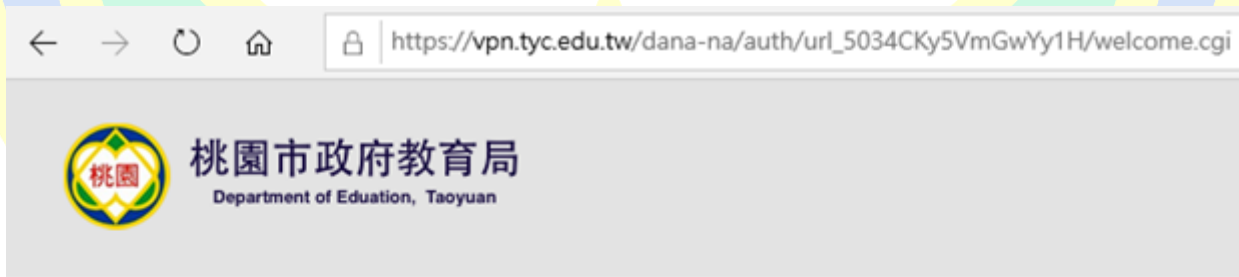 https://vpn.tyc.edu.tw/dana-na/auth/url_5034CKy5VmGwYy1H/welcome.cgi
桃園
桃園市政府教育局
Department of Eduation, Taoyuan